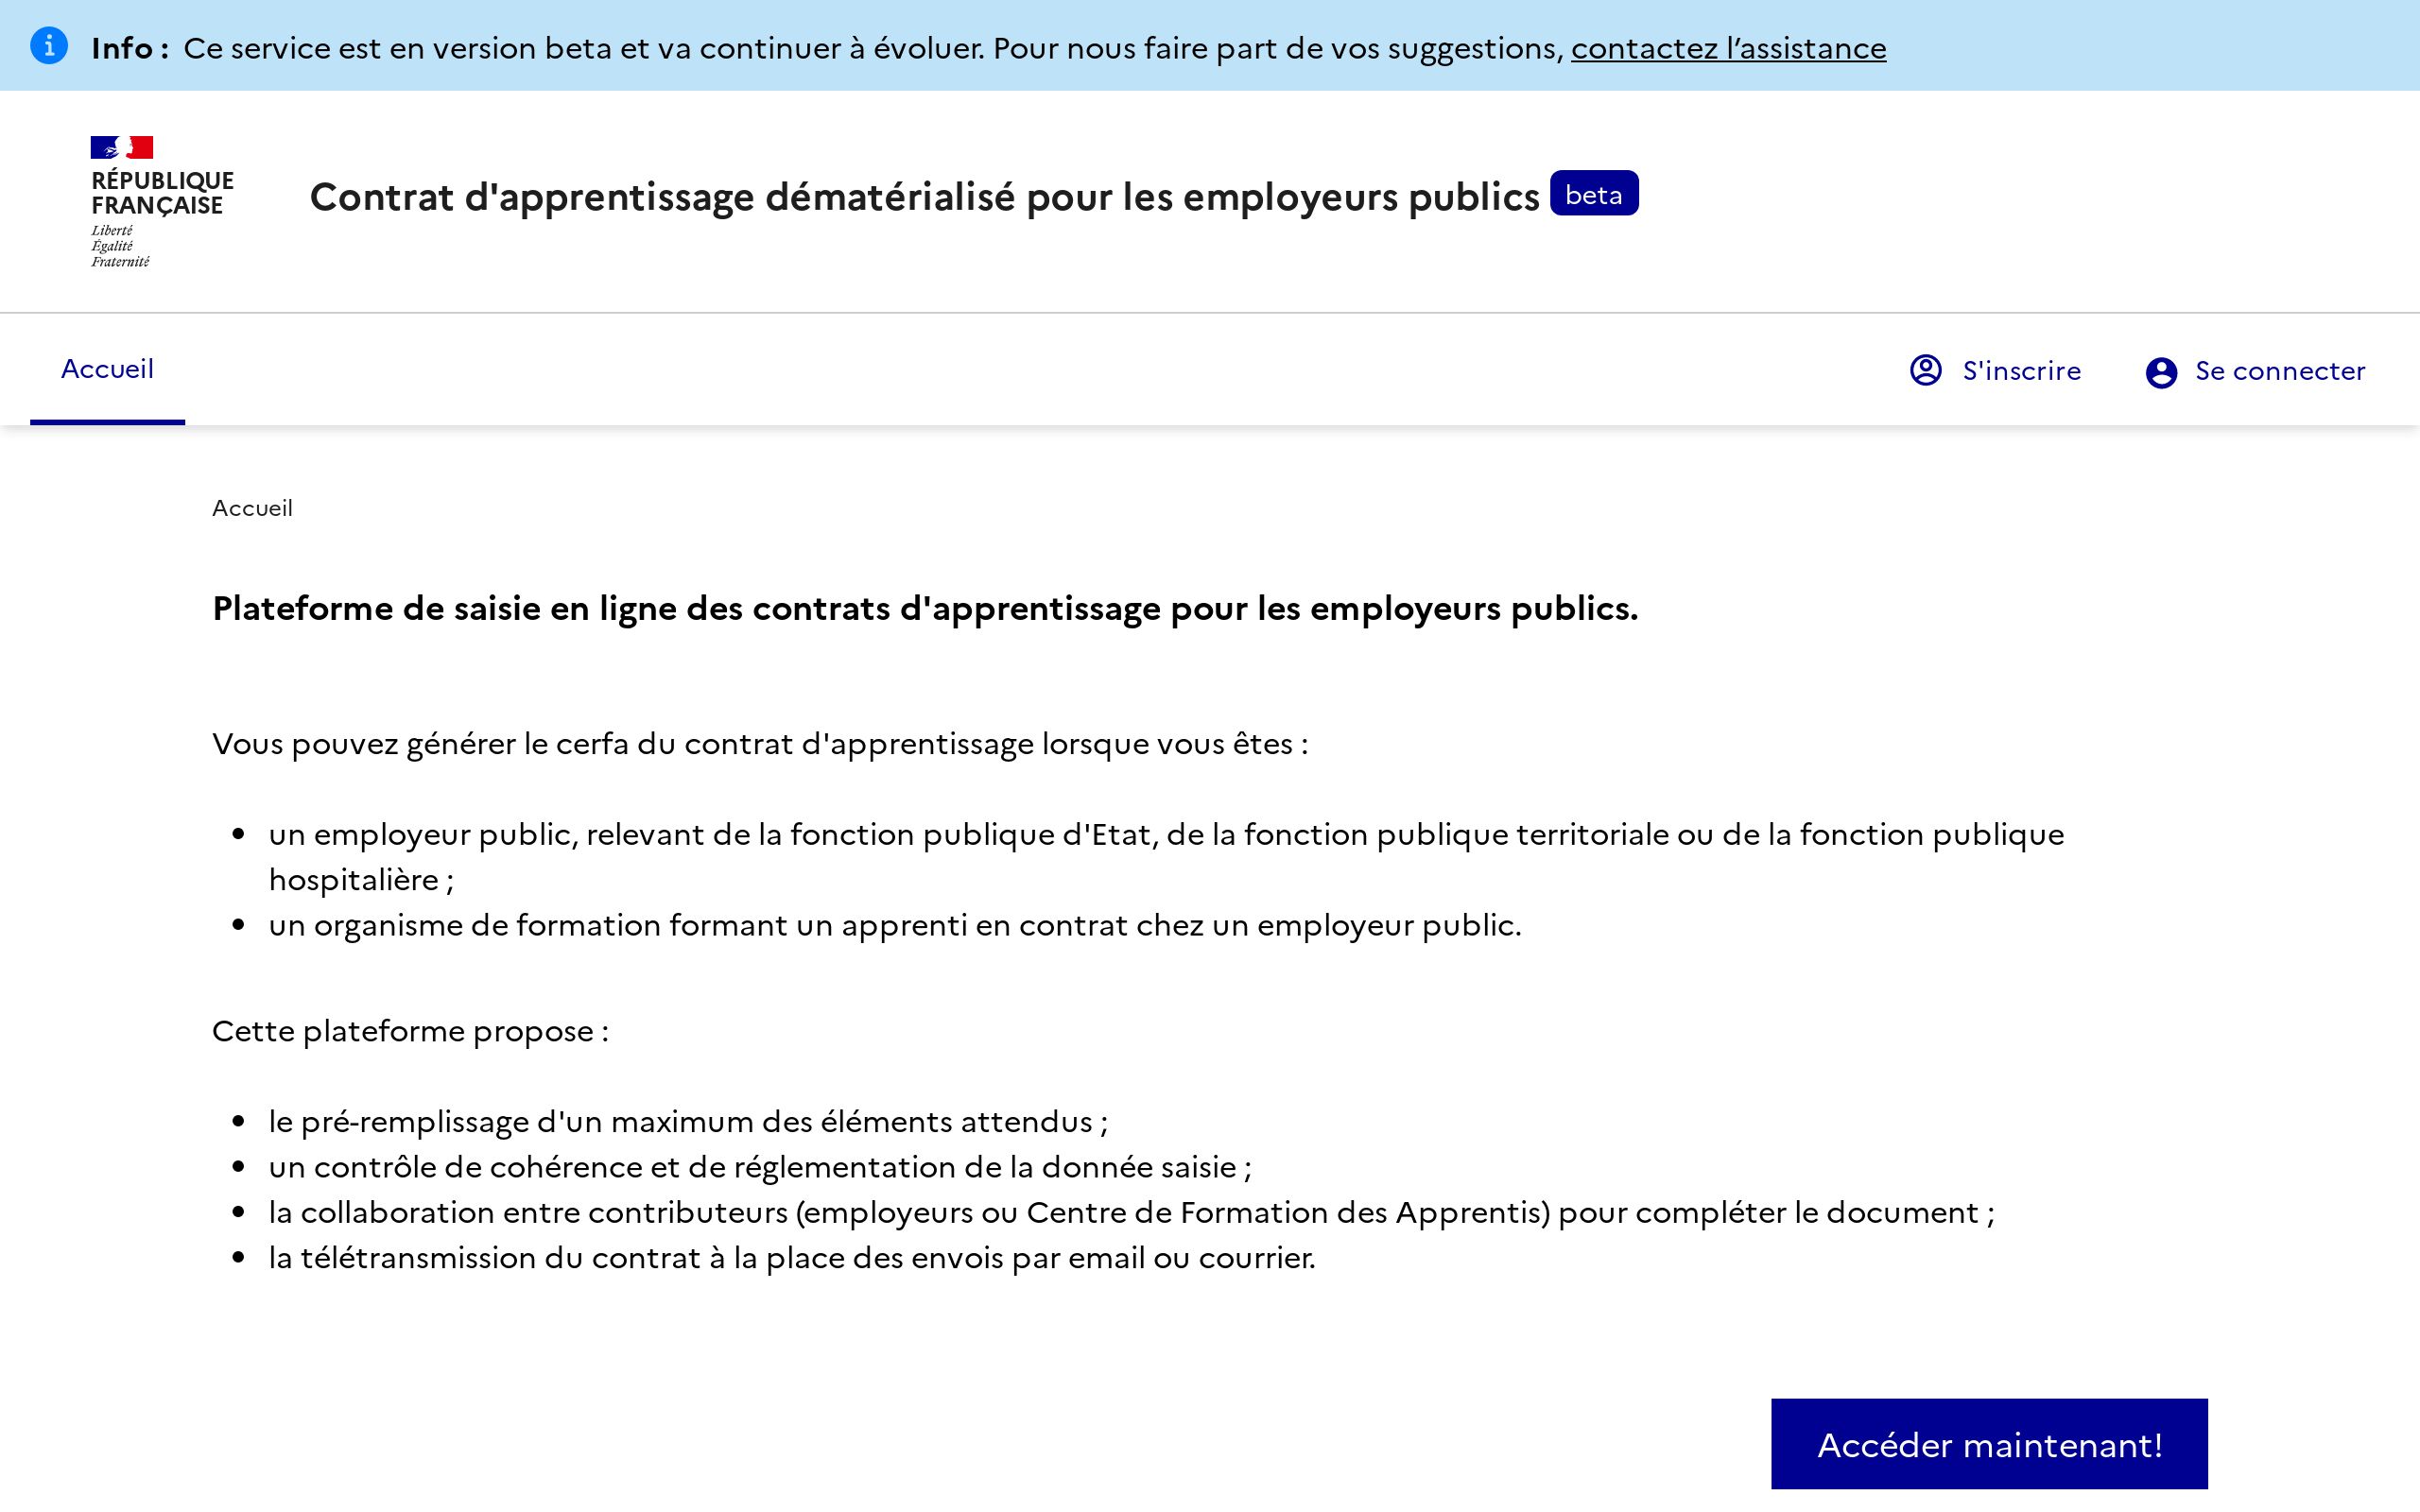 Info : Ce service est en version beta et va continuer à évoluer. Pour nous faire part de vos suggestions, contactez l’assistance
RÉPUBLIQUE
FRANÇAISE
Liberté
Égalité
Fraternité
Contrat d'apprentissage dématérialisé pour les employeurs publics beta
Accueil
S'inscrire
Se connecter
Accueil
Plateforme de saisie en ligne des contrats d'apprentissage pour les employeurs publics.
Vous pouvez générer le cerfa du contrat d'apprentissage lorsque vous êtes :
un employeur public, relevant de la fonction publique d'Etat, de la fonction publique territoriale ou de la fonction publique
hospitalière ;
un organisme de formation formant un apprenti en contrat chez un employeur public.
Cette plateforme propose :
le pré-remplissage d'un maximum des éléments attendus ;
un contrôle de cohérence et de réglementation de la donnée saisie ;
la collaboration entre contributeurs (employeurs ou Centre de Formation des Apprentis) pour compléter le document ;
la télétransmission du contrat à la place des envois par email ou courrier.
Accéder maintenant!